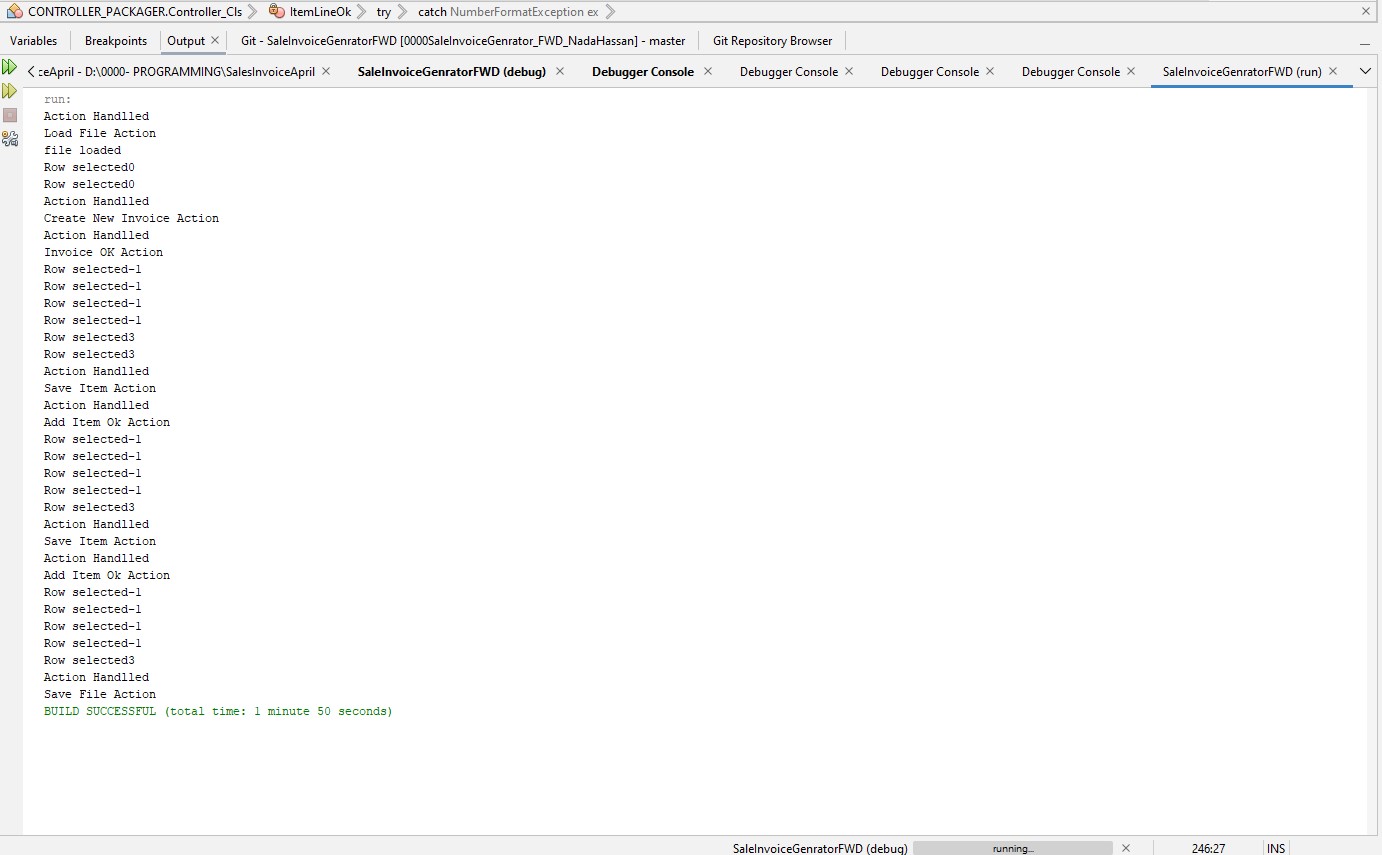 CONTROLLER_PACKAGER.Controller_Cls ItemLineOk try catch NumberFormatException ex
Variables Breakpoints Output Git - SaleInvoiceGenratorFWD [0000SaleInvoiceGenrator_FWD_NadaHassan] - master Git Repository Browser
ceApril - D:\0000- PROGRAMMING\SalesInvoiceApril SaleInvoiceGenratorFWD (debug) Debugger Console Debugger Console Debugger Console Debugger Console SaleInvoiceGenratorFWD (run)
run:
Action Handlled
Load File Action
file loaded
Row selected0
Row selected0
Action Handlled
Create New Invoice Action
Action Handlled
Invoice OK Action
Row selected-1
Row selected-1
Row selected-1
Row selected-1
Row selected3
Row selected3
Action Handlled
Save Item Action
Action Handlled
Add Item Ok Action
Row selected-1
Row selected-1
Row selected-1
Row selected-1
Row selected3
Action Handlled
Save Item Action
Action Handlled
Add Item Ok Action
Row selected-1
Row selected-1
Row selected-1
Row selected-1
Row selected3
Action Handlled
Save File Action
BUILD SUCCESSFUL (total time: 1 minute 50 seconds)
SaleInvoiceGenratorFWD (debug) running... 246:27 INS